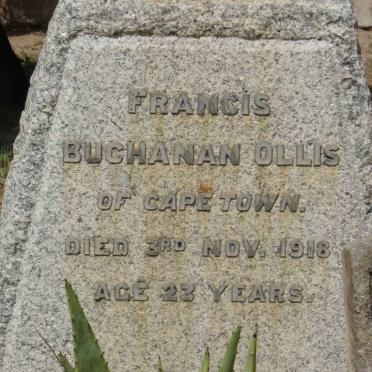 FRANCIS
BUCHANAN OLLIS
OF CAPE TOWN.
DIED 3RD NOV. 1918
AGE 23 YEARS.